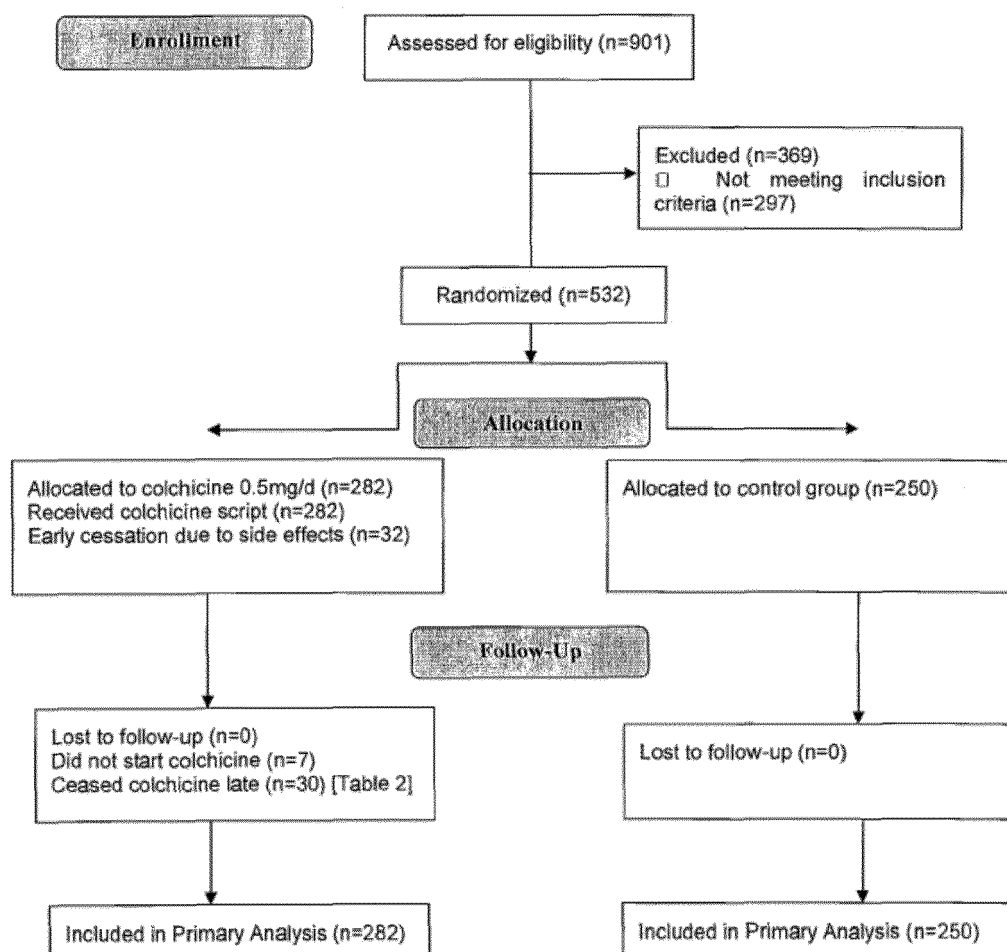 Enrollment
Assessed for eligibility (n=901)
Excluded (n=369)
Not meeting inclusion
criteria (n=297)
Randomized (n=532)
Allocation
Allocated to colchicine 0.5mg/d (n=282)
Received colchicine script (n=282)
Early cessation due to side effects (n=32)
Allocated to control group (n=250)
Follow-Up
Lost to follow-up (n=0)
Did not start colchicine (n=7)
Ceased colchicine late (n=30) [Table 2]
Lost to follow-up (n=0)
Included in Primary Analysis (n=282)
Included in Primary Analysis (n=250)